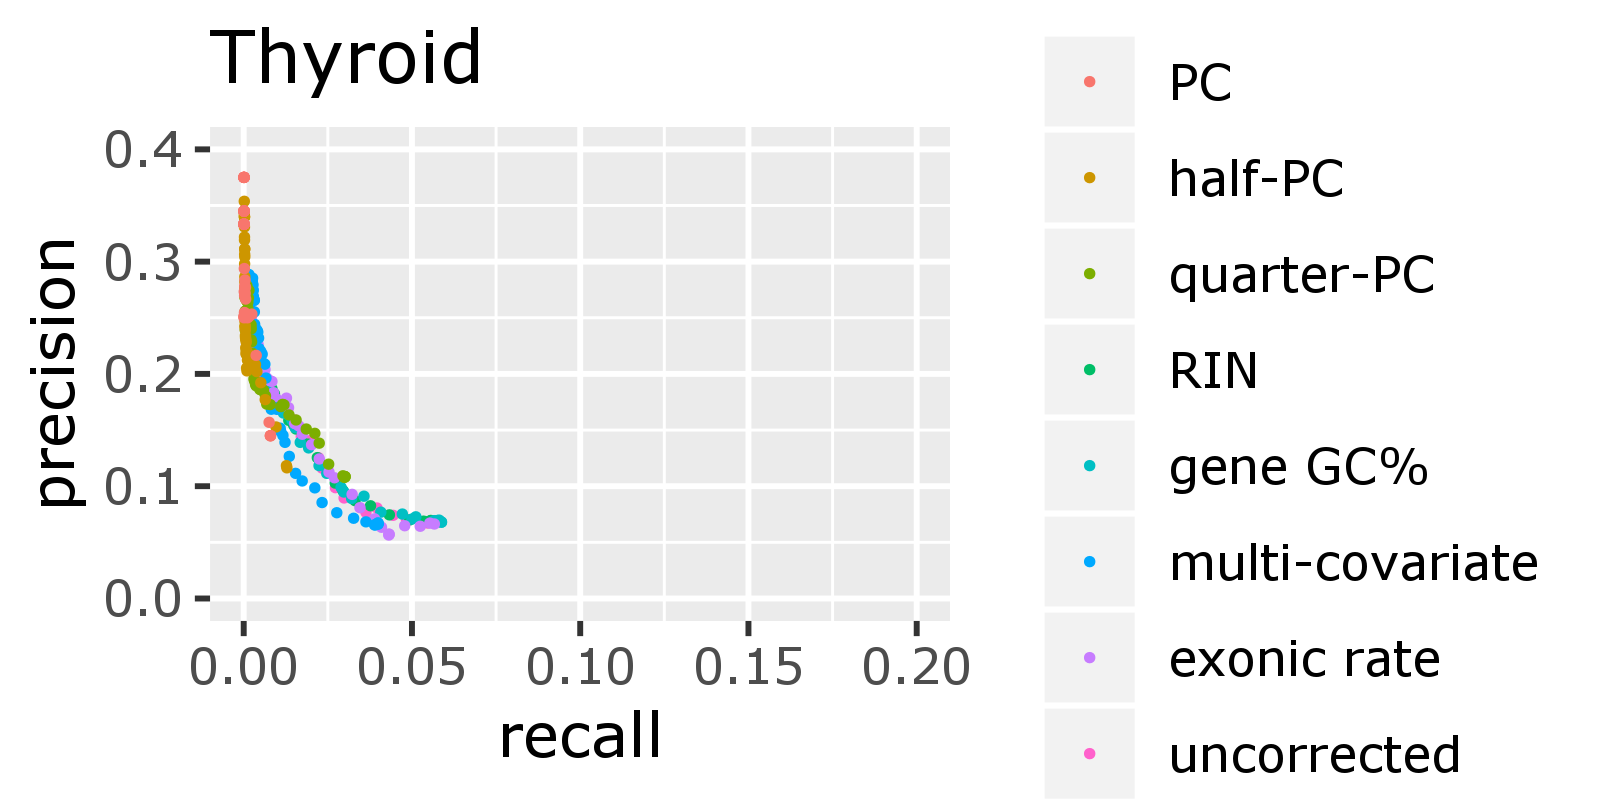 Thyroid
precision
0.4
0.3
0.2
0.1
0.0
0.00 0.05 0.10 0.15 0.20
recall
PC
half-PC
quarter-PC
RIN
gene GC%
multi-covariate
exonic rate
uncorrected